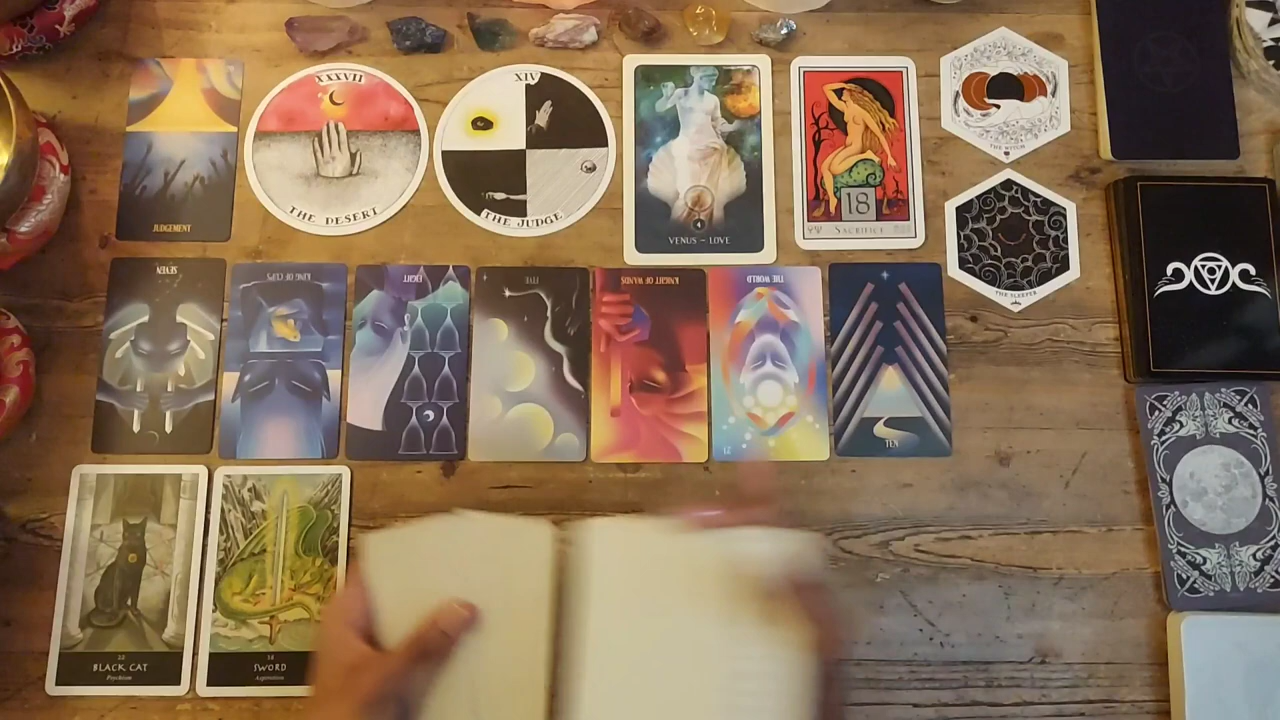 JUDGEMENT
XXXVII
THE DESERT
XIV
THE JUDGE
4
VENUS - LOVE
18
SACRIFICE
THE WITCH
THE SLEEPER
SEVEN
KING OF CUPS
EIGHT
FIVE
KNIGHT OF WANDS
THE WORLD
21
TEN
BLACK CAT
Psychism
SWORD
Aspiration